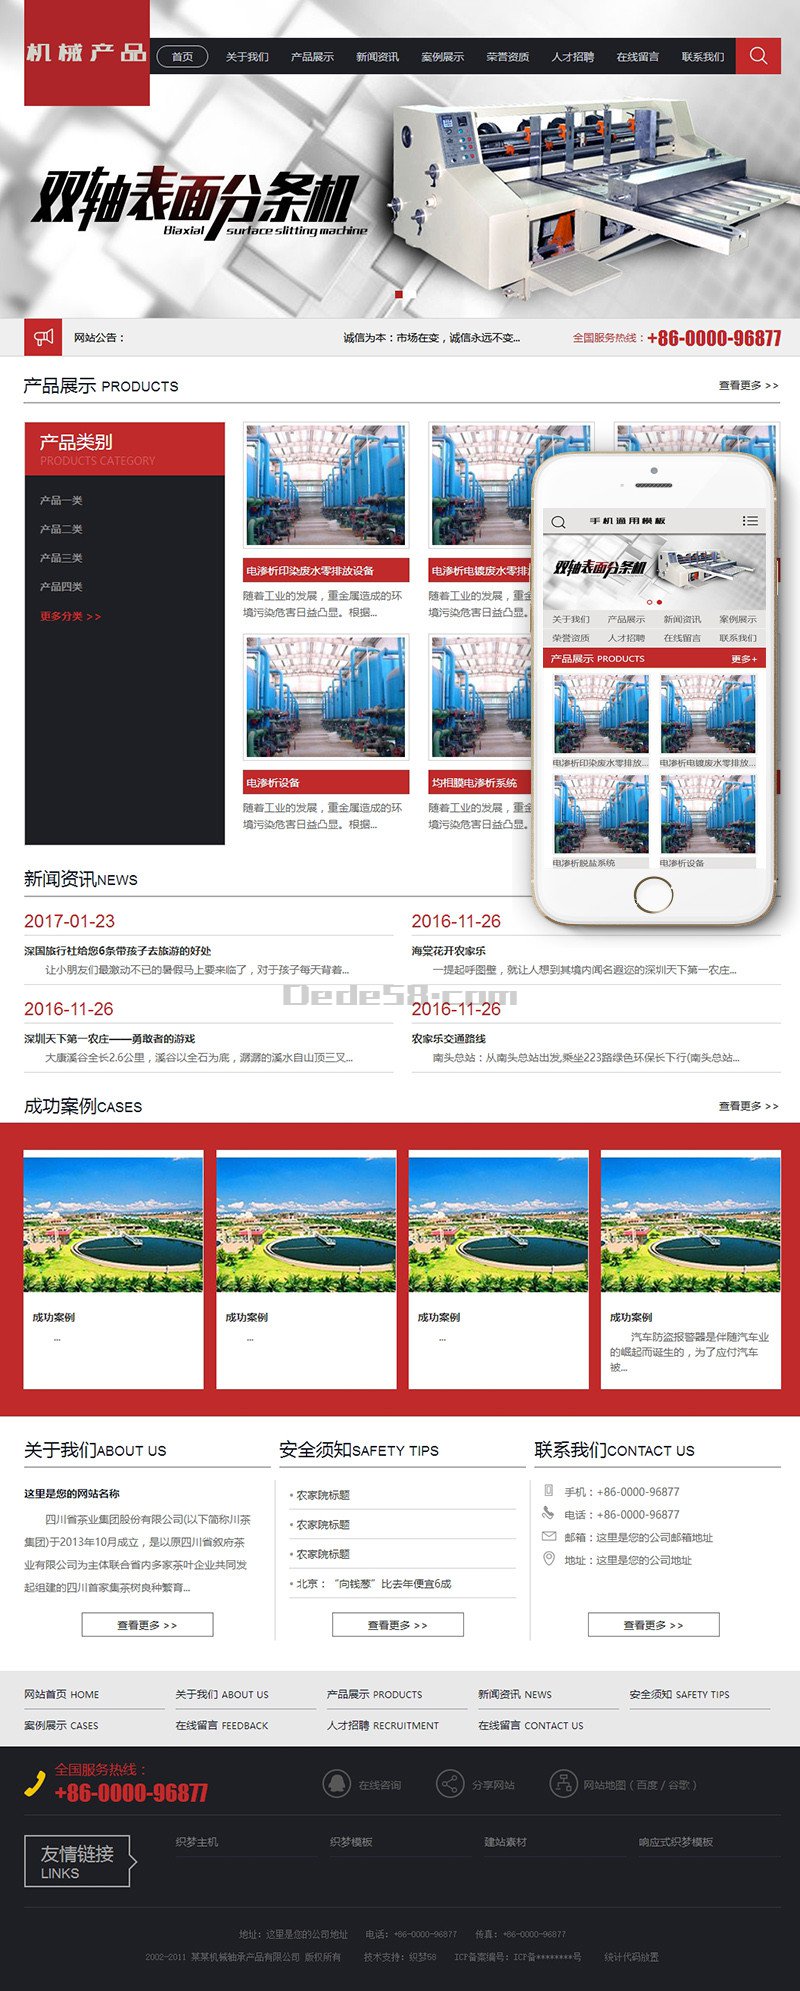 机械产品
首页 关于我们 产品展示 新闻资讯 案例展示 荣誉资质 人才招聘 在线留言 联系我们
双轴表面分条机
Biaxial surface slitting machine
网站公告： 诚信为本：市场在变，诚信永远不变... 全国服务热线：+86-0000-96877
产品展示 PRODUCTS 查看更多 >>
产品类别
PRODUCTS CATEGORY
产品一类
产品二类
产品三类
产品四类
更多分类 >>
电渗析印染废水零排放设备
随着工业的发展，重金属造成的环
境污染危害日益凸显。根据...
电渗析电镀废水零排
随着工业的发展，重金
境污染危害日益凸显。
电渗析设备
随着工业的发展，重金属造成的环
境污染危害日益凸显。根据...
均相膜电渗析系统
随着工业的发展，重金
境污染危害日益凸显。
手机通用模板
双轴表面分条机
关于我们 产品展示 新闻资讯 案例展示
荣誉资质 人才招聘 在线留言 联系我们
产品展示 PRODUCTS 更多+
电渗析印染废水零排放... 电渗析电镀废水零排放...
电渗析脱盐系统 电渗析设备
新闻资讯NEWS
2017-01-23
深国旅行社给您6条带孩子去旅游的好处
让小朋友们最激动不已的暑假马上要来临了，对于孩子每天背着...
2016-11-26
海棠花开农家乐
一提起呼图壁，就让人想到其境内闻名遐迩的深圳天下第一农庄...
Dede58.com
2016-11-26
深圳天下第一农庄——勇敢者的游戏
大康溪谷全长2.6公里，溪谷以全石为底，潺潺的溪水自山顶三叉...
2016-11-26
农家乐交通路线
南头总站：从南头总站出发,乘坐223路绿色环保长下行(南头总站...
成功案例CASES 查看更多 >>
成功案例
...
成功案例
...
成功案例
...
成功案例
汽车防盗报警器是伴随汽车业
的崛起而诞生的，为了应付汽车
被...
关于我们ABOUT US
这里是您的网站名称
四川省茶业集团股份有限公司(以下简称川茶
集团)于2013年10月成立，是以原四川省叙府茶
业有限公司为主体联合省内多家茶叶企业共同发
起组建的四川首家集茶树良种繁育...
查看更多 >>
安全须知SAFETY TIPS
农家院标题
农家院标题
农家院标题
北京：“向钱葱”比去年便宜6成
查看更多 >>
联系我们CONTACT US
手机：+86-0000-96877
电话：+86-0000-96877
邮箱：这里是您的公司邮箱地址
地址：这里是您的公司地址
查看更多 >>
网站首页 HOME 关于我们 ABOUT US 产品展示 PRODUCTS 新闻资讯 NEWS 安全须知 SAFETY TIPS
案例展示 CASES 在线留言 FEEDBACK 人才招聘 RECRUITMENT 在线留言 CONTACT US
全国服务热线：
+86-0000-96877
在线咨询 分享网站 网站地图 ( 百度 / 谷歌 )
友情链接
LINKS
织梦主机 织梦模板 建站素材 响应式织梦模板
地址：这里是您的公司地址 电话：+86-0000-96877 传真：+86-0000-96877
2002-2011 某某机械轴承产品有限公司 版权所有 技术支持：织梦58 ICP备案编号：ICP备********号 统计代码放置